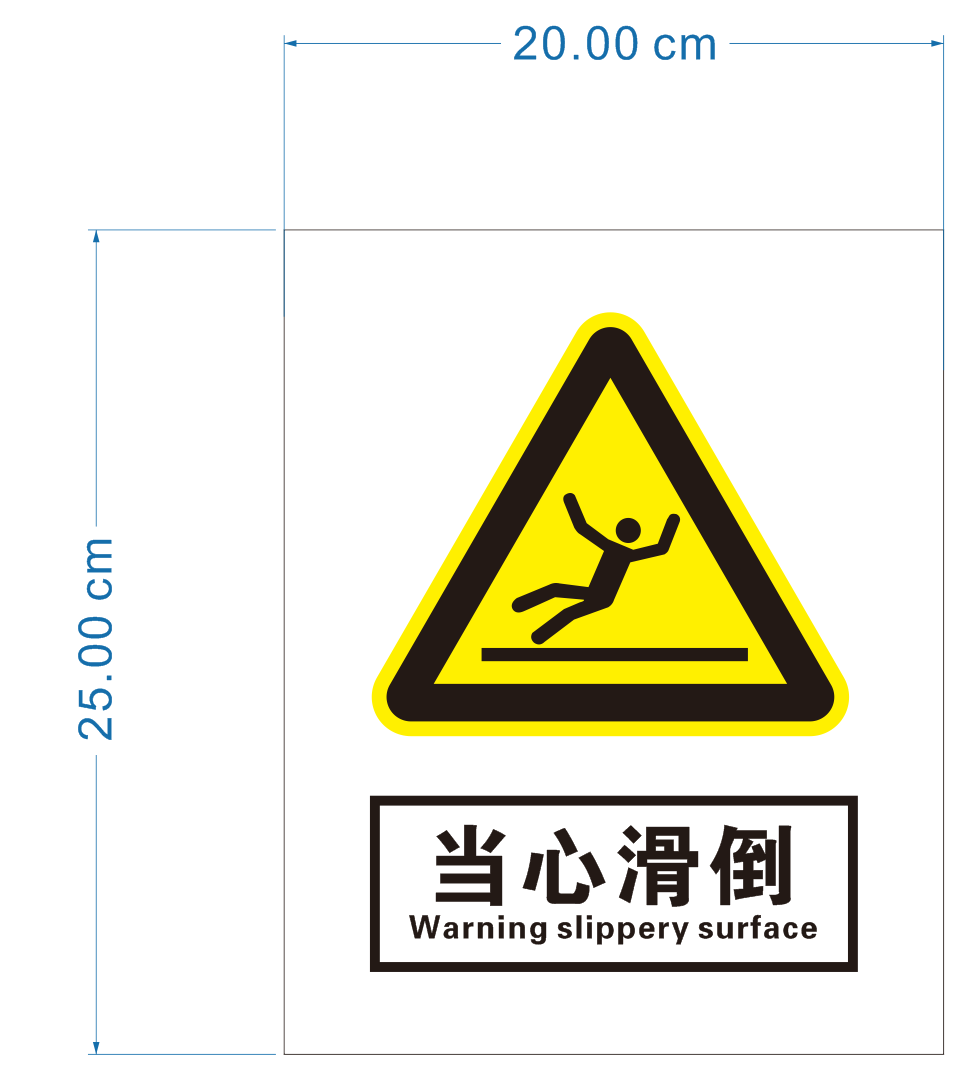 20.00 cm
25.00 cm
当心滑倒
Warning slippery surface